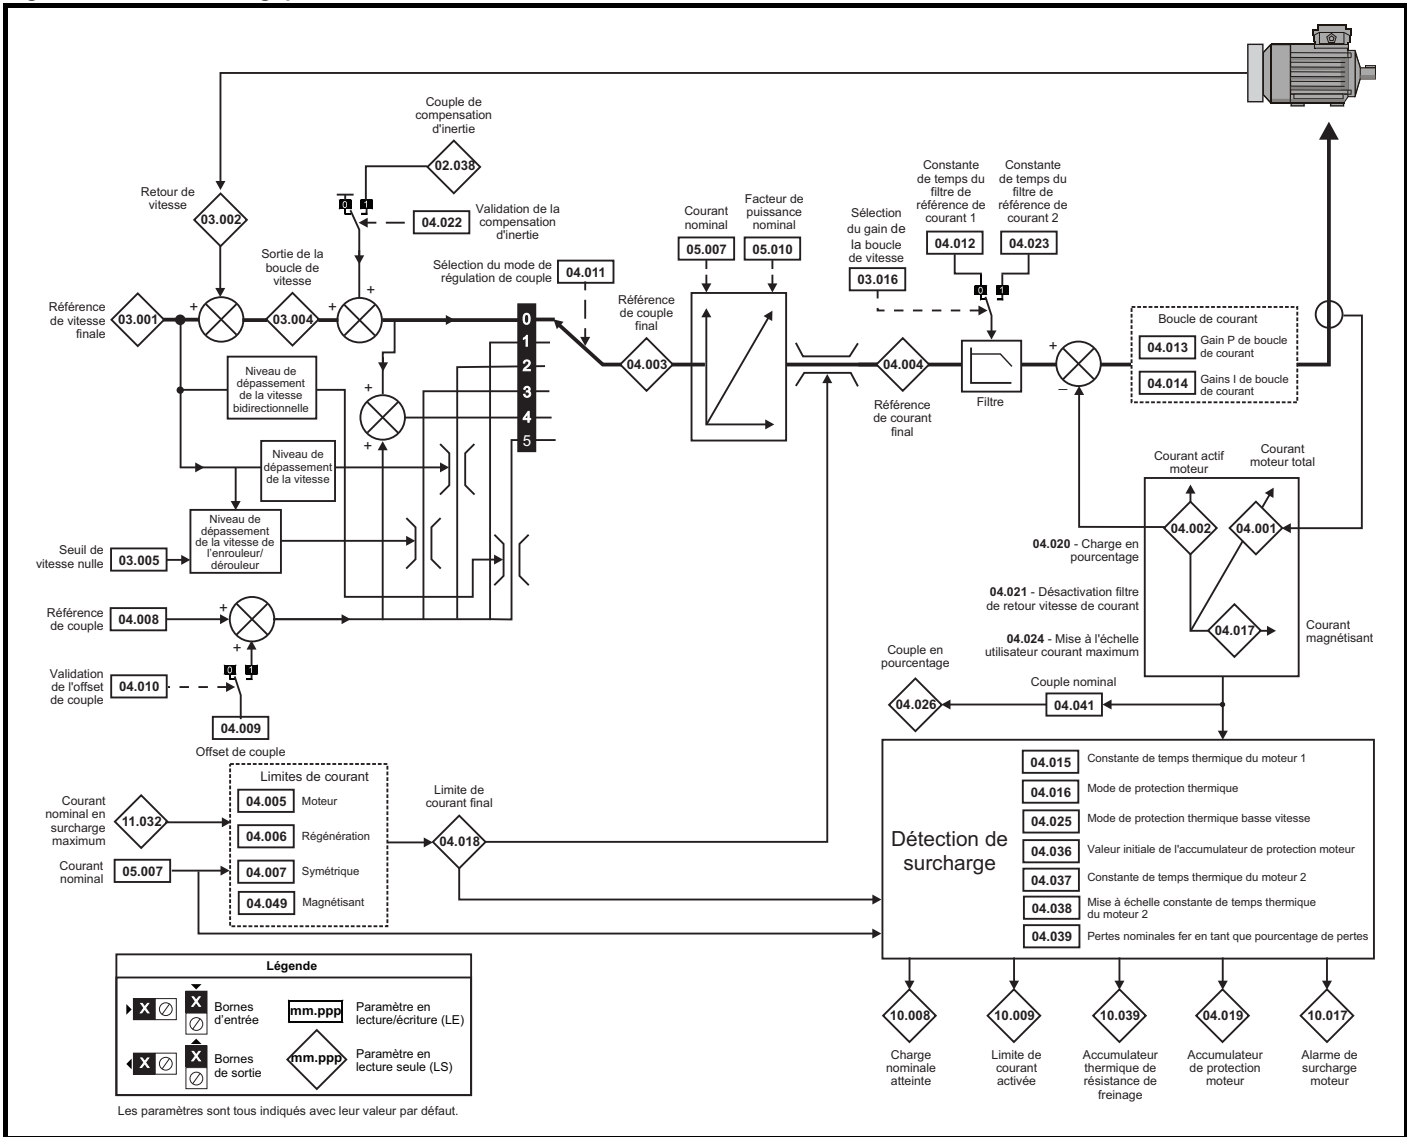 Couple de
compensation
d'inertie
02.038
Retour de
vitesse
03.002
0
1
04.022
Validation de la
compensation
d'inertie
Sortie de la
boucle de
vitesse
Sélection du mode de
régulation de couple
04.011
Référence
de vitesse
finale
03.001
+
03.004
+
+
Référence
de couple
final
04.003
Courant
nominal
05.007
Facteur de
puissance
nominal
05.010
Sélection
du gain de
la boucle
de vitesse
03.016
Constante
de temps du
filtre de
référence de
courant 1
04.012
Constante
de temps du
filtre de
référence de
courant 2
04.023
0
1
0
1
2
3
4
5
Niveau de
dépassement
de la vitesse
bidirectionnelle
+
+
Niveau de
dépassement
de la vitesse
Niveau de
dépassement
de la vitesse de
l'enrouleur/
dérouleur
Seuil de
vitesse nulle
03.005
Référence
de couple
04.008
+
+
Validation
de l'offset
de couple
04.010
0
1
04.009
Offset de couple
04.004
Référence
de courant
final
Filtre
+
–
Boucle de courant
04.013
Gain P de boucle
de courant
04.014
Gains I de boucle
de courant
Courant actif
moteur
Courant
moteur total
04.002
04.001
04.017
Courant
magnétisant
04.020 - Charge en
pourcentage
04.021 - Désactivation filtre
de retour vitesse de courant
04.024 - Mise à l'échelle
utilisateur courant maximum
Couple en
pourcentage
04.026
Couple nominal
04.041
Courant
nominal en
surcharge
maximum
11.032
Courant
nominal
05.007
Limites de courant
04.005
Moteur
04.006
Régénération
04.007
Symétrique
04.049
Magnétisant
Limite de
courant final
04.018
Détection de
surcharge
04.015
Constante de temps thermique du moteur 1
04.016
Mode de protection thermique
04.025
Mode de protection thermique basse vitesse
04.036
Valeur initiale de l'accumulateur de protection moteur
04.037
Constante de temps thermique du moteur 2
04.038
Mise à échelle constante de temps thermique
du moteur 2
04.039
Pertes nominales fer en tant que pourcentage de pertes
10.008
Charge
nominale
atteinte
10.009
Limite de
courant
activée
10.039
Accumulateur
thermique de
résistance de
freinage
04.019
Accumulateur
de protection
moteur
10.017
Alarme de
surcharge
moteur
Légende
X
X
Bornes
d'entrée
mm.ppp
Paramètre en
lecture/écriture (LE)
X
X
Bornes
de sortie
mm.ppp
Paramètre en
lecture seule (LS)
Les paramètres sont tous indiqués avec leur valeur par défaut.